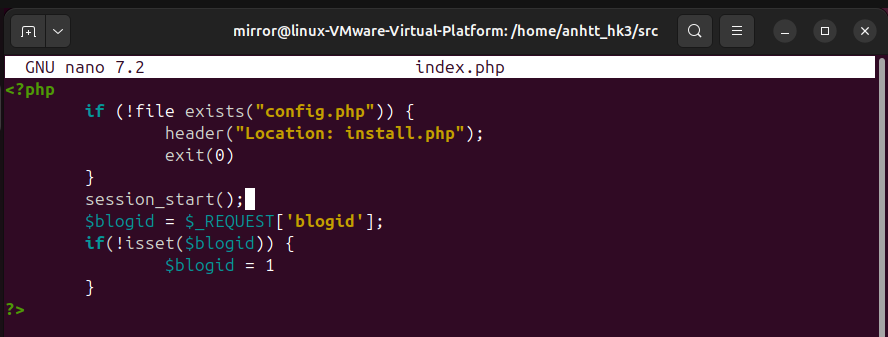 mirror@linux-VMware-Virtual-Platform: /home/anhtt_hk3/src
GNU nano 7.2 index.php
<?php
if (!file exists("config.php")) {
header("Location: install.php");
exit(0)
}
session_start();
$blogid = $_REQUEST['blogid'];
if(!isset($blogid)) {
$blogid = 1
}
?>